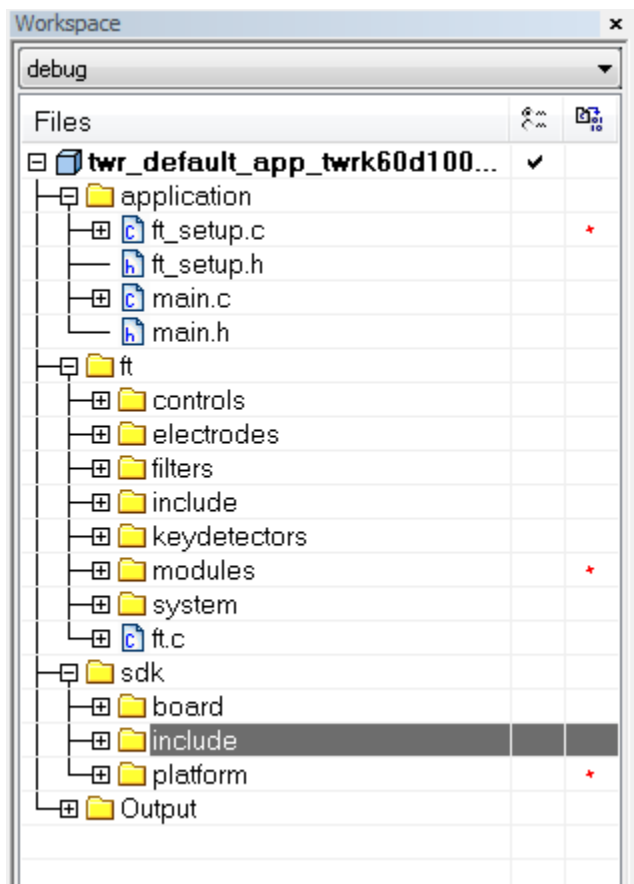 Workspace
debug
Files
twr_default_app_twrk60d100...
application
ft_setup.c
ft_setup.h
main.c
main.h
ft
controls
electrodes
filters
include
keydetectors
modules
system
ft.c
sdk
board
include
platform
Output